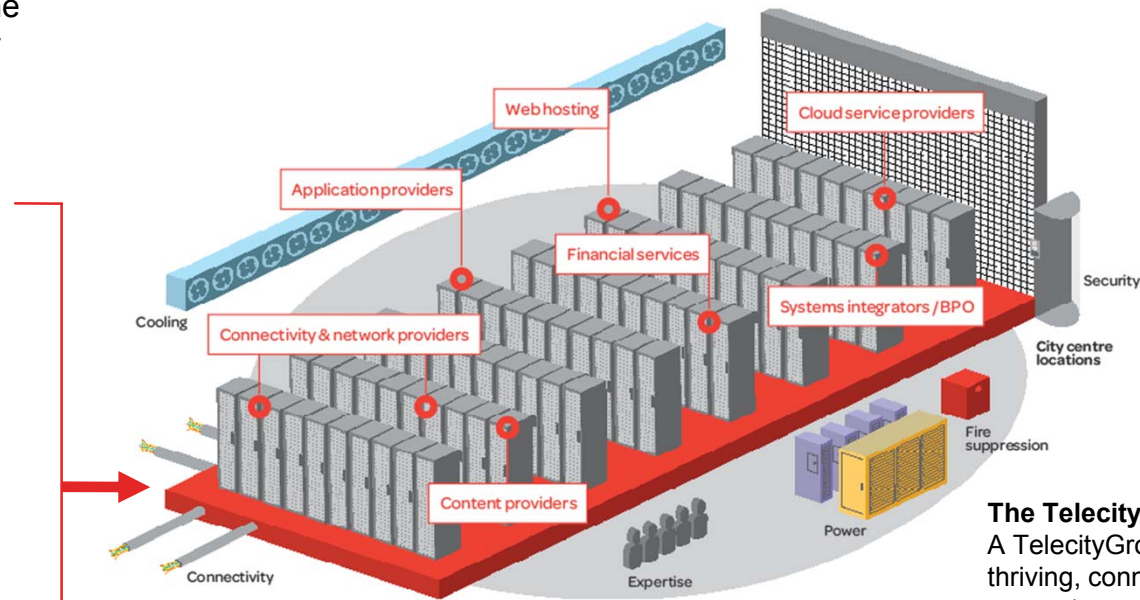 Web hosting
Cloud service providers
Application providers
Financial services
Security
Systems integrators / BPO
Cooling
Connectivity & network providers
City centre
locations
Fire
suppression
Content providers
The Telecity
A TelecityGro
thriving, conn
Power
Connectivity
Expertise